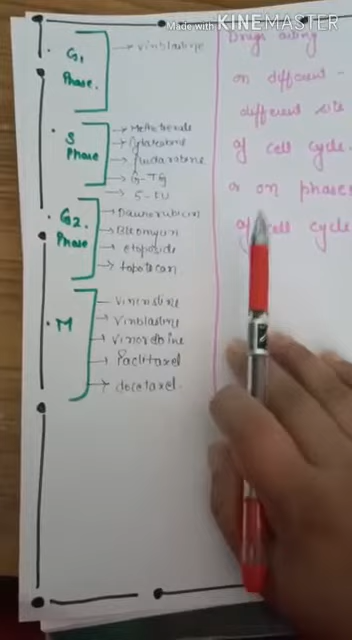 Made with KINEMASTER
G1 Phase.
→ Vinblastine
S Phase
→ Methotrexate
→ Cytarabine
→ fludarabine
→ 6-TG
→ 5-FU
G2. Phase
→ Daunorubicin
→ Bleomycin
→ etoposide
→ topotecan
M
→ Vincristine
→ Vinblastine
→ Vinorelbine
→ Paclitaxel
→ docetaxel.
Drugs acting
on different -
different site
of cell cycle.
or on phases
of cell cycle